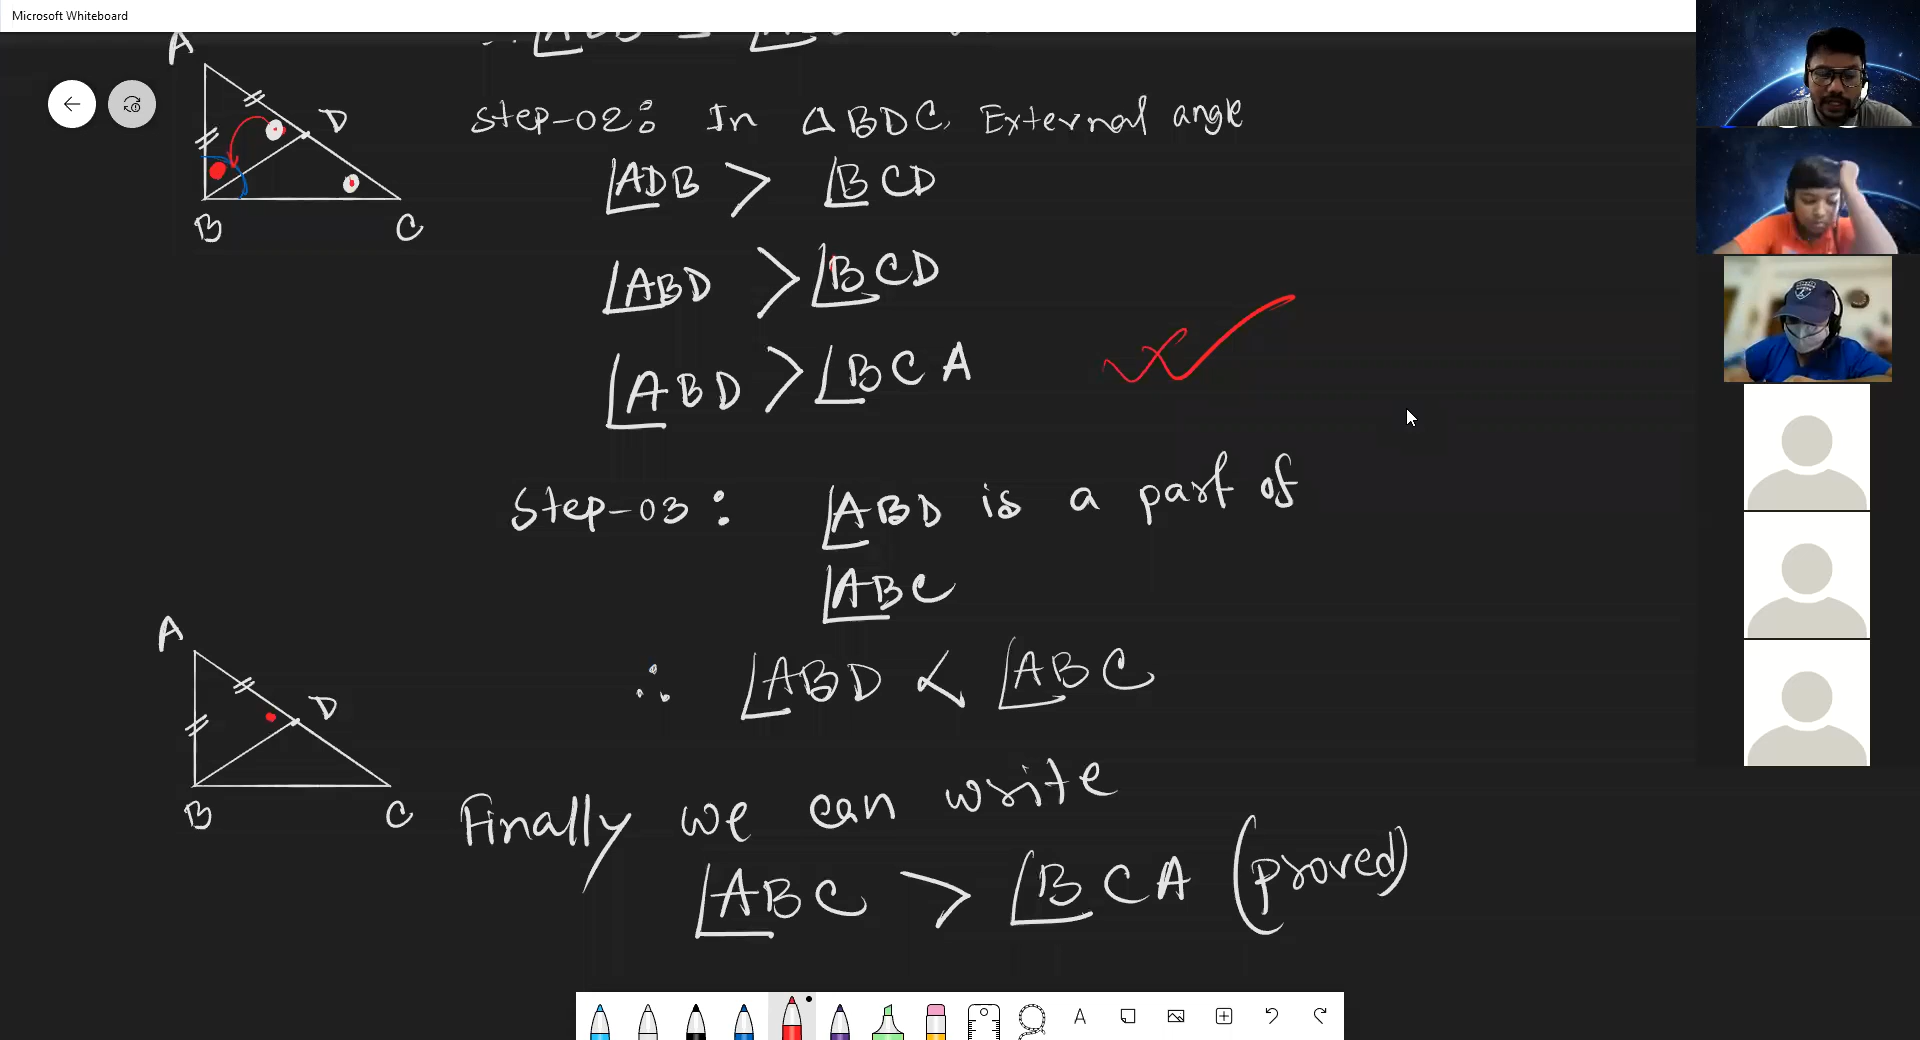 Microsoft Whiteboard
A
D
B
C
Step-02: In △BDC, External angle
∠ADB > ∠BCD
∠ABD > ∠BCD
∠ABD > ∠BCA
Step-03: ∠ABD is a part of
∠ABC
∴ ∠ABD < ∠ABC
A
D
B
C
Finally we can write
∠ABC > ∠BCA (proved)